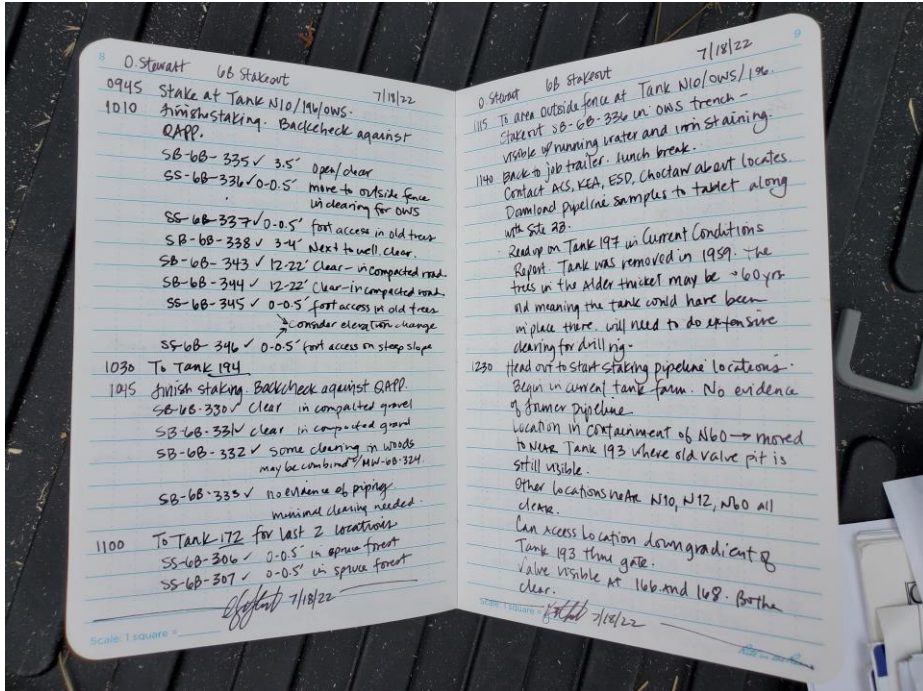 8
O. Stewart 6B Stakeout 7/18/22
0945 Stake at Tank N10/196/OWS.
1010 finish staking. Backcheck against
QAPP.
SB-6B-335 ✓ 3.5' open/clear
SS-6B-336 ✓ 0-0.5' move to outside fence
in clearing for OWS
SS-6B-337 ✓ 0-0.5' foot access in old trees
SB-6B-338 ✓ 3-4' Next to well. clear.
SB-6B-343 ✓ 12-22' Clear - in compacted road
SB-6B-344 ✓ 12-22' Clear - in compacted road
SS-6B-345 ✓ 0-0.5' foot access in old trees
→ Consider elevation change
SS-6B-346 ✓ 0-0.5' foot access on steep slope
1030 To Tank 194
1045 finish staking. Backcheck against QAPP.
SB-6B-330 ✓ clear in compacted gravel
SB-6B-331 ✓ clear in compacted gravel
SB-6B-332 ✓ Some clearing in woods
may be combined w/ MW-6B-324.
SB-6B-333 ✓ no evidence of piping
minimal clearing needed.
1100 To Tank 172 for last 2 locations
SS-6B-306 ✓ 0-0.5' in spruce forest
SS-6B-307 ✓ 0-0.5' in spruce forest
7/18/22
Scale: 1 square =
9
O. Stewart 6B Stakeout 7/18/22
1115 To area outside fence at Tank N10/OWS/196.
Stakeout SB-6B-336 in OWS trench -
visible w/ running water and iron staining.
1140 Back to job trailer. lunch break.
Contact ACS, KEA, ESD, Choctaw about locates.
Download pipeline samples to tablet along
with Site 23.
· Read up on Tank 197 in Current Conditions
Report. Tank was removed in 1959. The
trees in the Alder thicket may be ~60 yrs
old meaning the tank could have been
in place there. will need to do extensive
clearing for drill rig.
1230 Head out to start staking pipeline locations.
Begin in current tank farm. No evidence
of former pipeline
Location in containment of N60 → moved
to near Tank 193 where old valve pit is
still visible.
Other locations near N10, N12, N60 all
clear.
Can access location downgradient of
Tank 193 thru gate.
Valve visible at 166 and 168. Both
clear.
Scale: 1 square =
7/18/22
Rite in the Rain